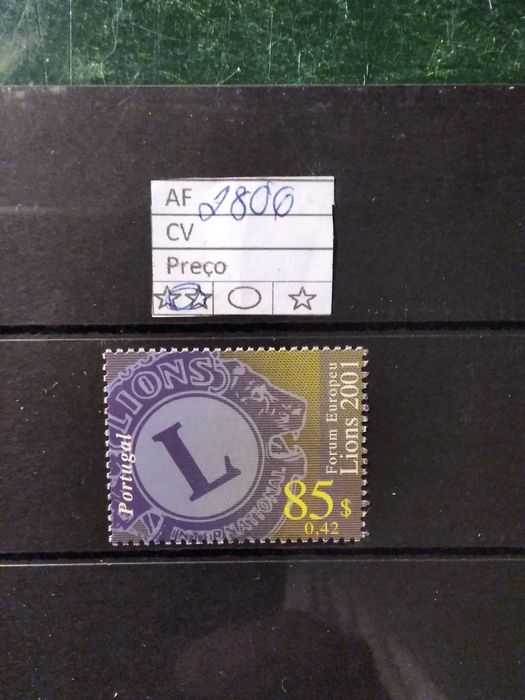 AF 2806
CV
Preço
LIONS
L
INTERNATIONAL
Portugal
Forum Europeu
Lions 2001
85$
0.42